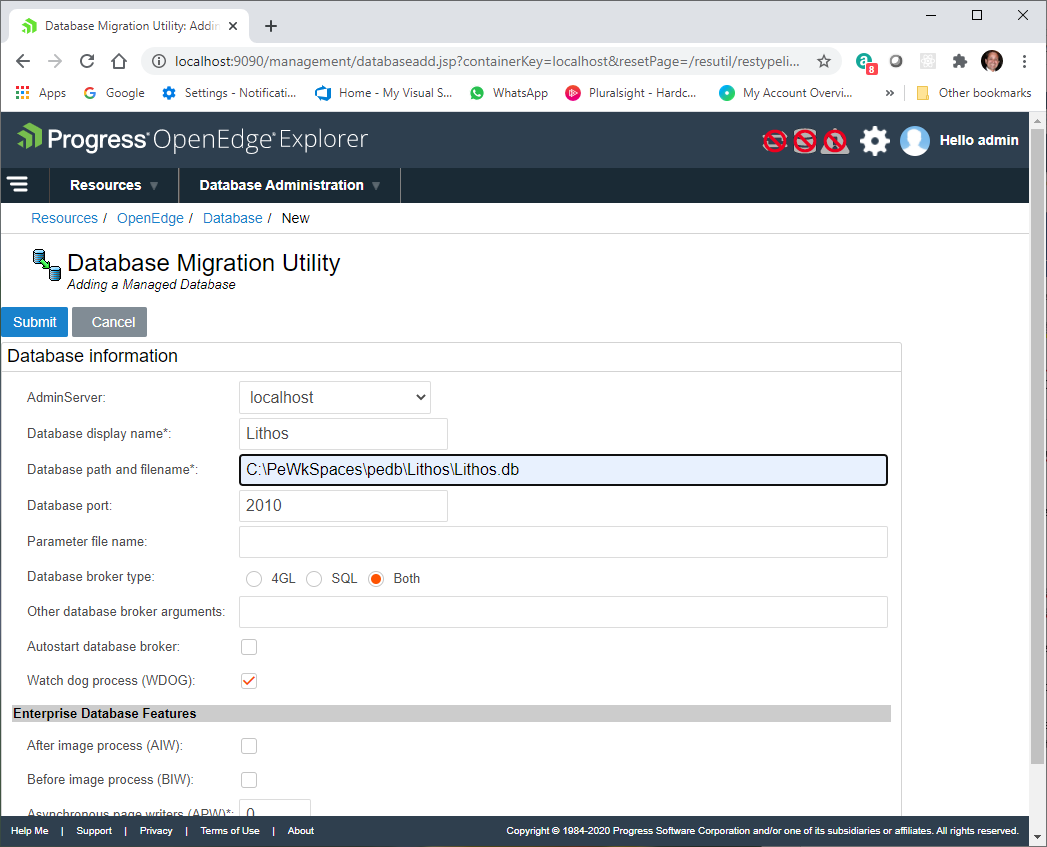 Database Migration Utility: Addin
localhost:9090/management/databaseadd.jsp?containerKey=localhost&resetPage=/resutil/restypeli...
8
Apps Google Settings - Notificati... Home - My Visual S... WhatsApp Pluralsight - Hardc... My Account Overvi... » Other bookmarks
Progress OpenEdge Explorer Hello admin
Resources Database Administration
Resources / OpenEdge / Database / New
Database Migration Utility
Adding a Managed Database
Submit Cancel
Database information
AdminServer: localhost
Database display name*: Lithos
Database path and filename*: C:\PeWkSpaces\pedb\Lithos\Lithos.db
Database port: 2010
Parameter file name:
Database broker type: 4GL SQL Both
Other database broker arguments:
Autostart database broker:
Watch dog process (WDOG):
Enterprise Database Features
After image process (AIW):
Before image process (BIW):
Asynchronous page writers (APW)*: 0
Help Me | Support | Privacy | Terms of Use | About Copyright © 1984-2020 Progress Software Corporation and/or one of its subsidiaries or affiliates. All rights reserved.